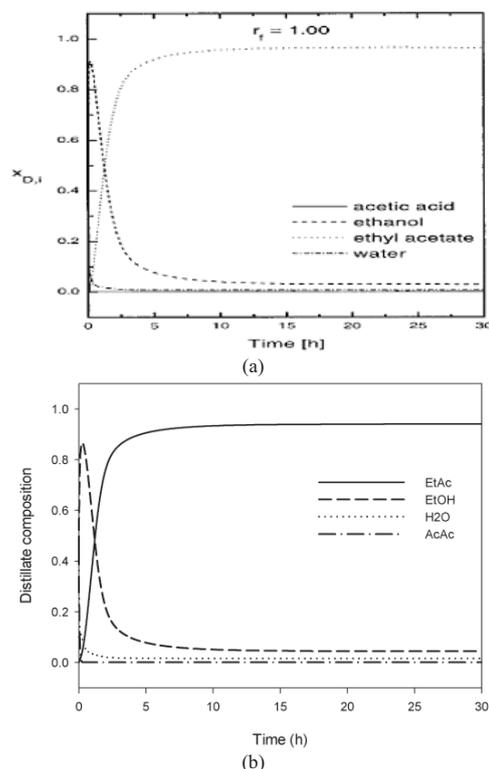 r_f = 1.00
1.0
0.8
0.6
0.4
0.2
0.0
x_D,i
acetic acid
ethanol
ethyl acetate
water
0 5 10 15 20 25 30
Time [h]
(a)
1.0
0.8
0.6
0.4
0.2
0.0
Distillate composition
EtAc
EtOH
H2O
AcAc
0 5 10 15 20 25 30
Time (h)
(b)